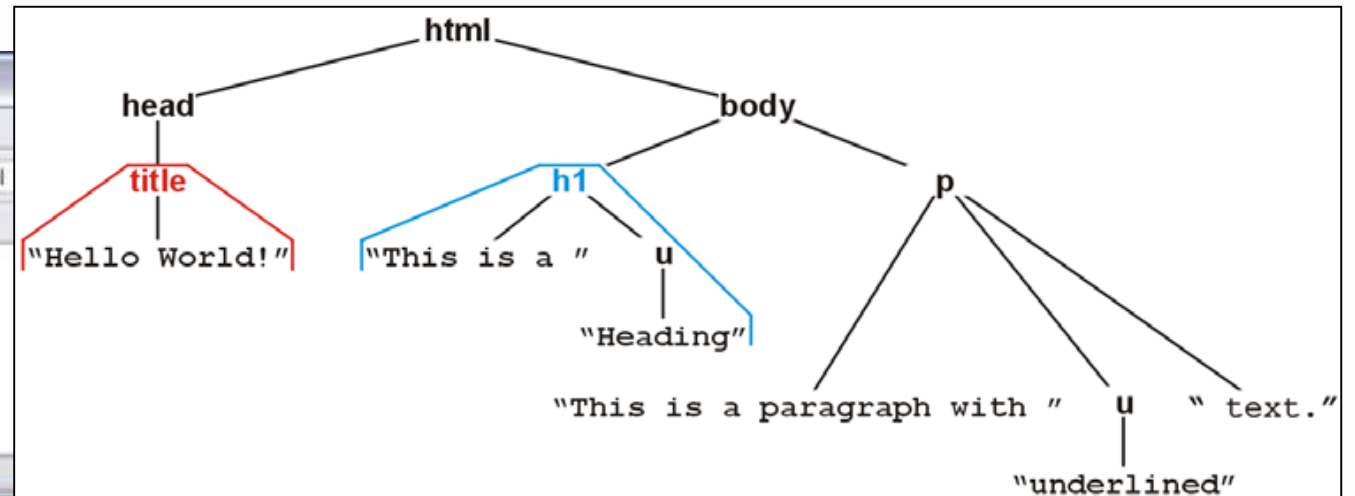 html
head body
title h1 p
“Hello World!” “This is a ” u
“Heading”
“This is a paragraph with ” u “ text.”
“underlined”